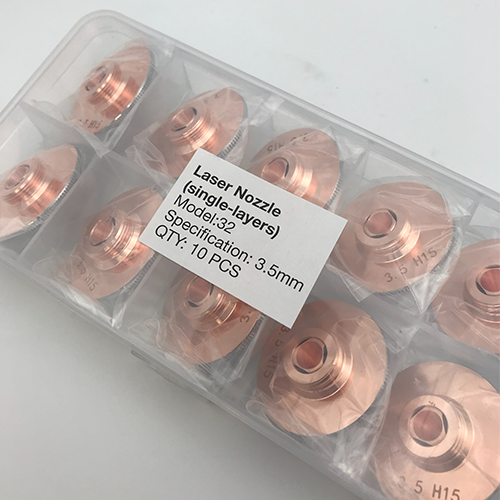 Laser Nozzle
(single-layers)
Model:32
Specification: 3.5mm
QTY: 10 PCS
3.5 H15
3.5 H15